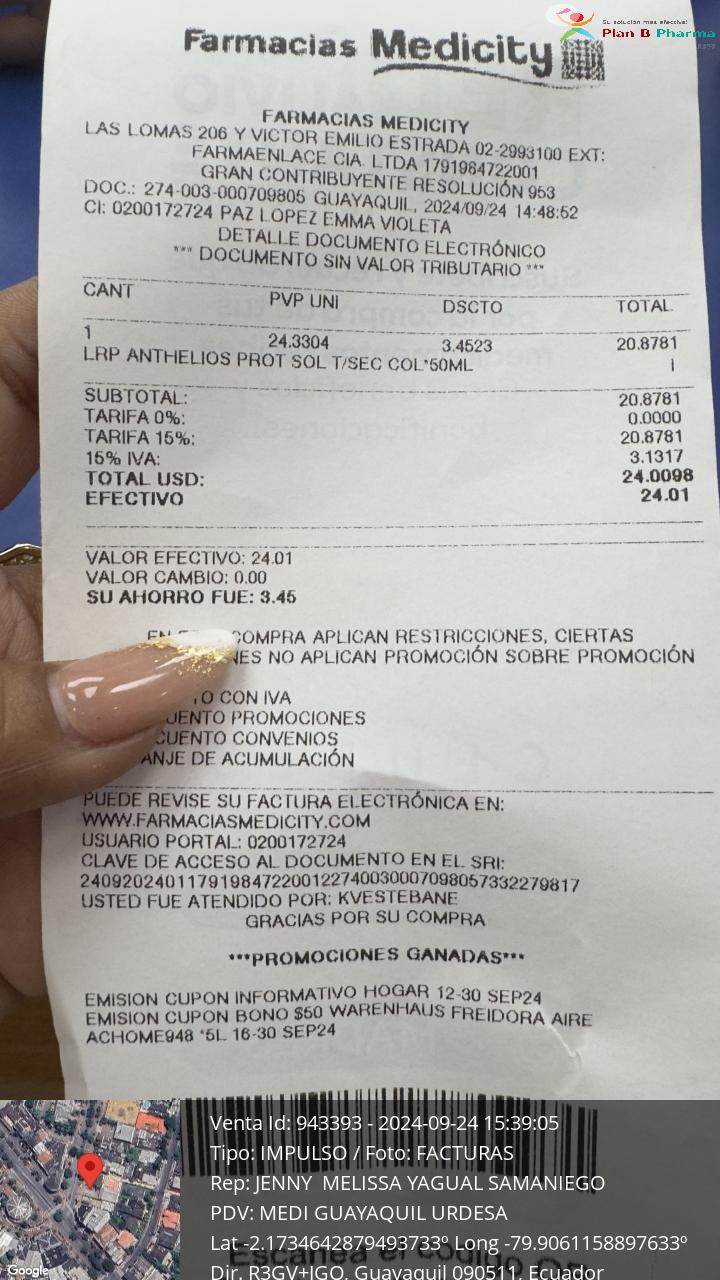 Su solución mas efectiva!
Plan B Pharma
Farmacias Medicity
FARMACIAS MEDICITY
LAS LOMAS 206 Y VICTOR EMILIO ESTRADA 02-2993100 EXT:
FARMAENLACE CIA. LTDA 1791984722001
GRAN CONTRIBUYENTE RESOLUCIÓN 953
DOC.: 274-003-000709805 GUAYAQUIL, 2024/09/24 14:48:52
CI: 0200172724 PAZ LOPEZ EMMA VIOLETA
DETALLE DOCUMENTO ELECTRÓNICO
*** DOCUMENTO SIN VALOR TRIBUTARIO ***
CANT PVP UNI DSCTO TOTAL
1 24.3304 3.4523 20.8781
LRP ANTHELIOS PROT SOL T/SEC COL*50ML I
SUBTOTAL: 20.8781
TARIFA 0%: 0.0000
TARIFA 15%: 20.8781
15% IVA: 3.1317
TOTAL USD: 24.0098
EFECTIVO 24.01
VALOR EFECTIVO: 24.01
VALOR CAMBIO: 0.00
SU AHORRO FUE: 3.45
EN COMPRA APLICAN RESTRICCIONES, CIERTAS
NES NO APLICAN PROMOCIÓN SOBRE PROMOCIÓN
TO CON IVA
UENTO PROMOCIONES
CUENTO CONVENIOS
ANJE DE ACUMULACIÓN
PUEDE REVISE SU FACTURA ELECTRÓNICA EN:
WWW.FARMACIASMEDICITY.COM
USUARIO PORTAL: 0200172724
CLAVE DE ACCESO AL DOCUMENTO EN EL SRI:
2409202401179198472200122740030007098057332279817
USTED FUE ATENDIDO POR: KVESTEBANE
GRACIAS POR SU COMPRA
***PROMOCIONES GANADAS***
EMISION CUPON INFORMATIVO HOGAR 12-30 SEP24
EMISION CUPON BONO $50 WARENHAUS FREIDORA AIRE
ACHOME948 *5L 16-30 SEP24
Venta Id: 943393 - 2024-09-24 15:39:05
Tipo: IMPULSO / Foto: FACTURAS
Rep: JENNY MELISSA YAGUAL SAMANIEGO
PDV: MEDI GUAYAQUIL URDESA
Lat -2.1734642879493733º Long -79.9061158897633º
Escanea el código
Dir. R3GV+JGQ, Guayaquil 090511, Ecuador
Google